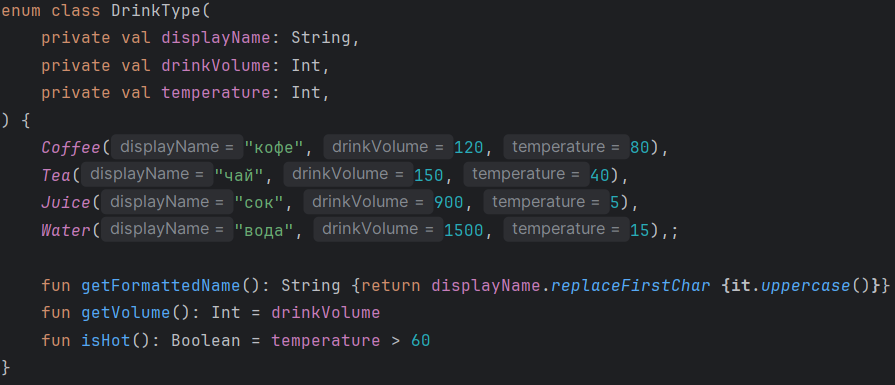 enum class DrinkType(
    private val displayName: String,
    private val drinkVolume: Int,
    private val temperature: Int,
) {
    Coffee( displayName = "кофе", drinkVolume = 120, temperature = 80),
    Tea( displayName = "чай", drinkVolume = 150, temperature = 40),
    Juice( displayName = "сок", drinkVolume = 900, temperature = 5),
    Water( displayName = "вода", drinkVolume = 1500, temperature = 15),;
    fun getFormattedName(): String {return displayName.replaceFirstChar {it.uppercase()}}
    fun getVolume(): Int = drinkVolume
    fun isHot(): Boolean = temperature > 60
}